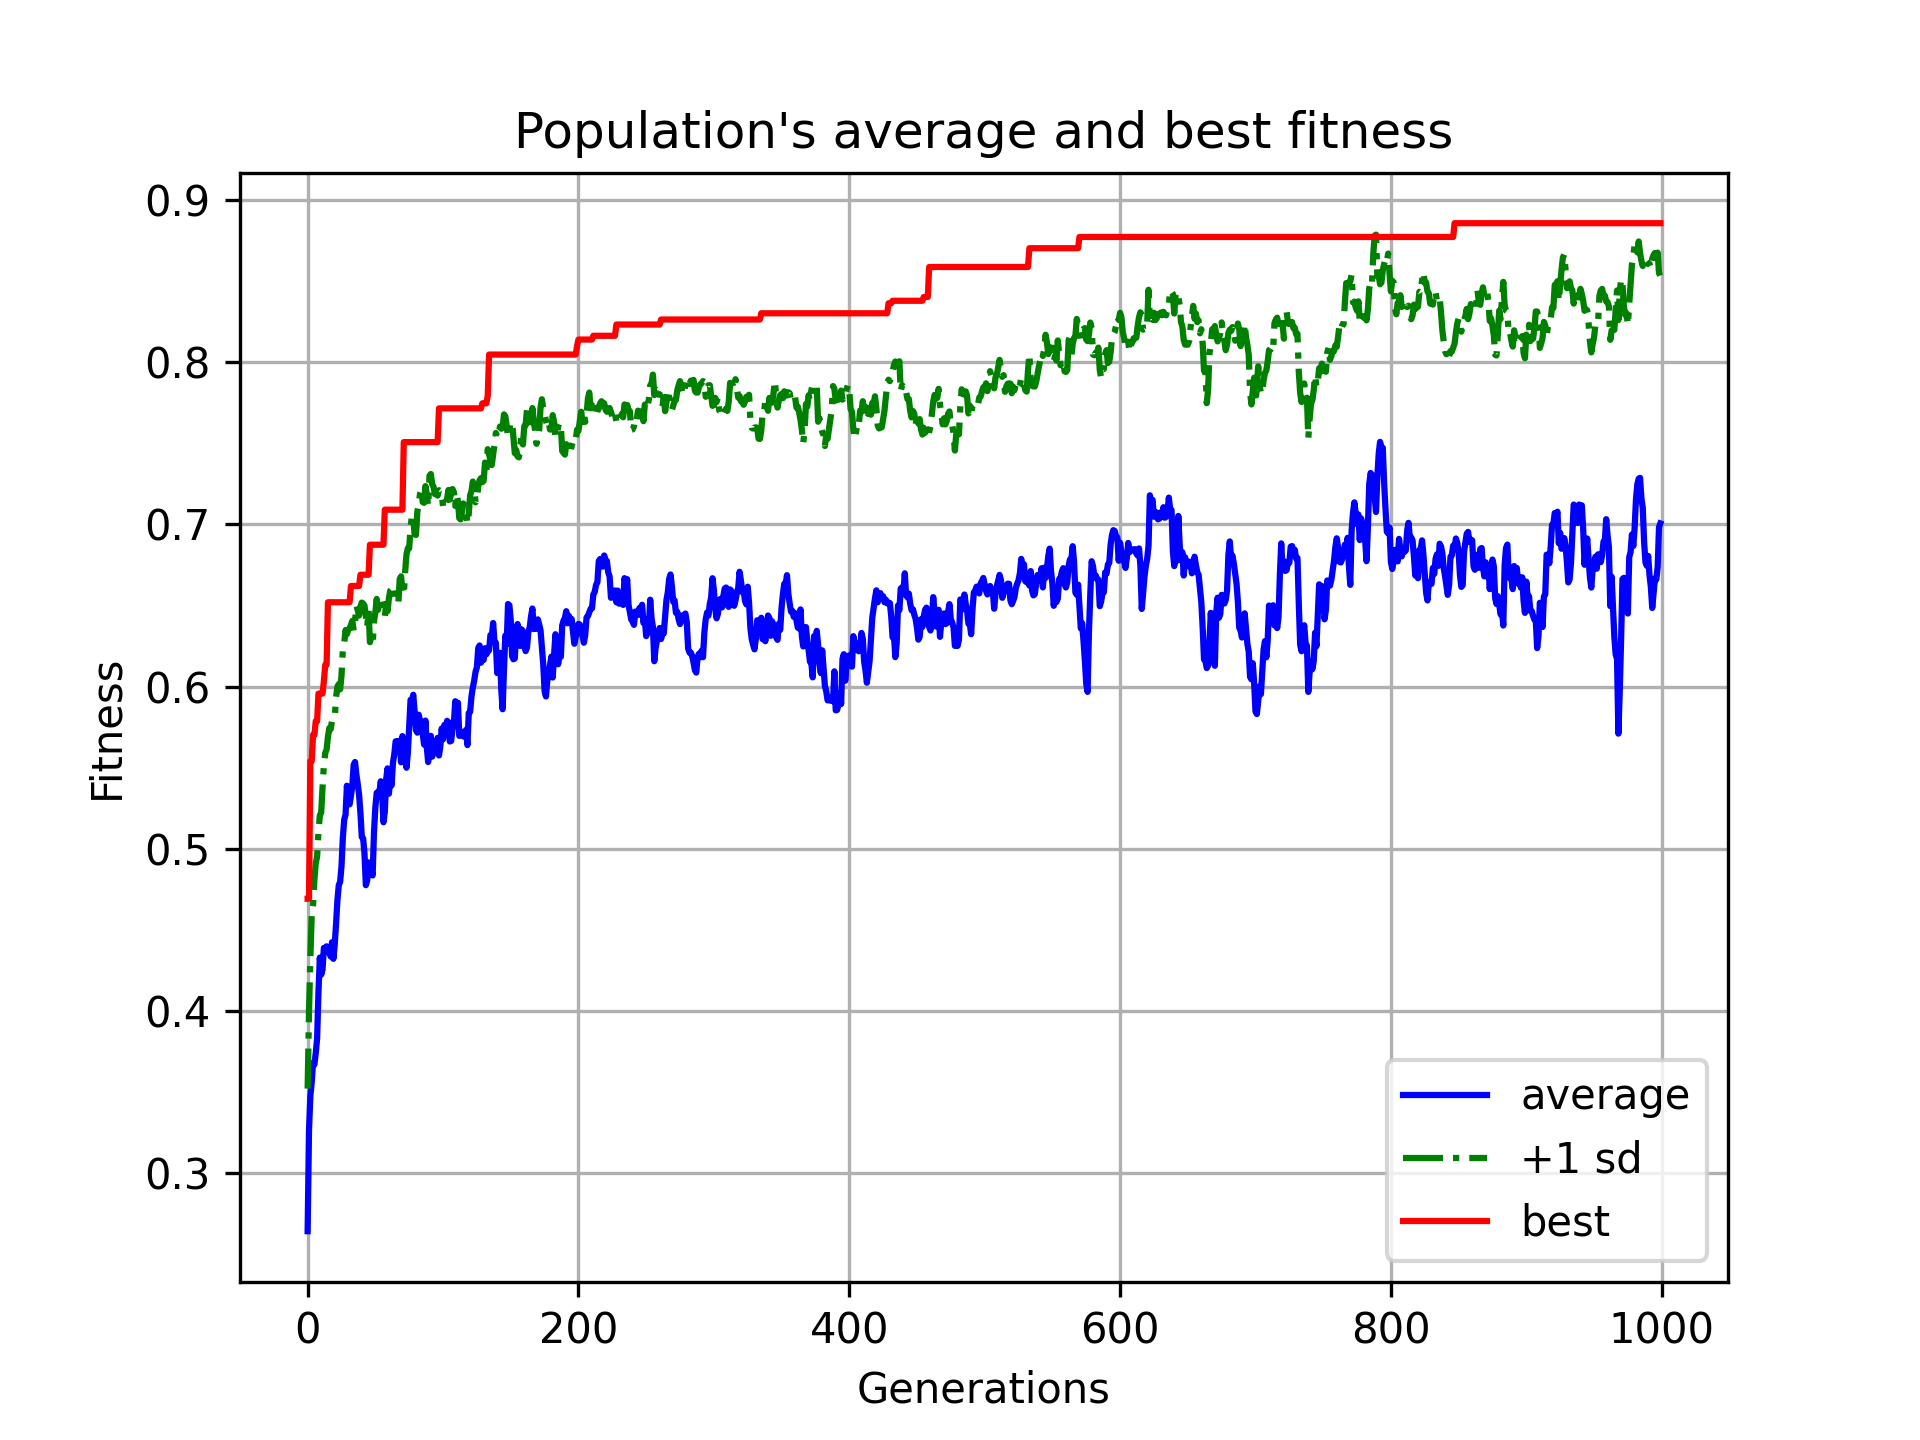 Population's average and best fitness
Fitness
0.9
0.8
0.7
0.6
0.5
0.4
0.3
0
200
400
600
800
1000
Generations
average
+1 sd
best